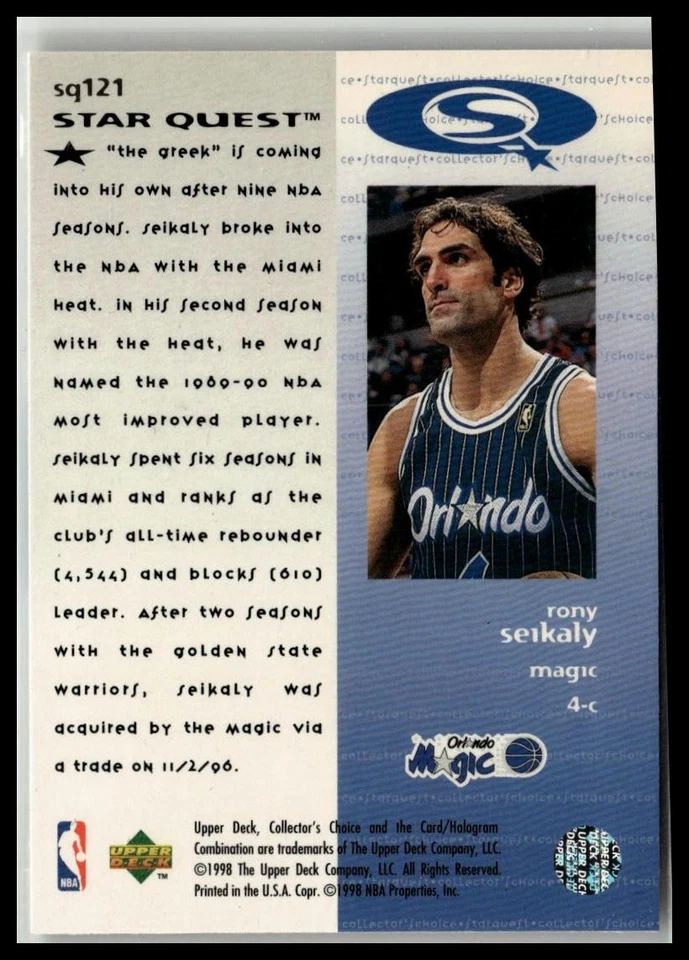 sq121
STAR QUEST™
"the greek" is coming
into his own after nine nba
seasons. seikaly broke into
the nba with the miami
heat. in his second season
with the heat, he was
named the 1989-90 nba
most improved player.
seikaly spent six seasons in
miami and ranks as the
club's all-time rebounder
(4,544) and blocks (610)
leader. after two seasons
with the golden state
warriors, seikaly was
acquired by the magic via
a trade on 11/2/96.
SQ
Orlando
4
rony
seikaly
magic
4-c
Orlando
Magic
NBA
UPPER
DECK
™
Upper Deck, Collector's Choice and the Card/Hologram
Combination are trademarks of The Upper Deck Company, LLC.
©1998 The Upper Deck Company, LLC. All Rights Reserved.
Printed in the U.S.A. Copr. ©1998 NBA Properties, Inc.